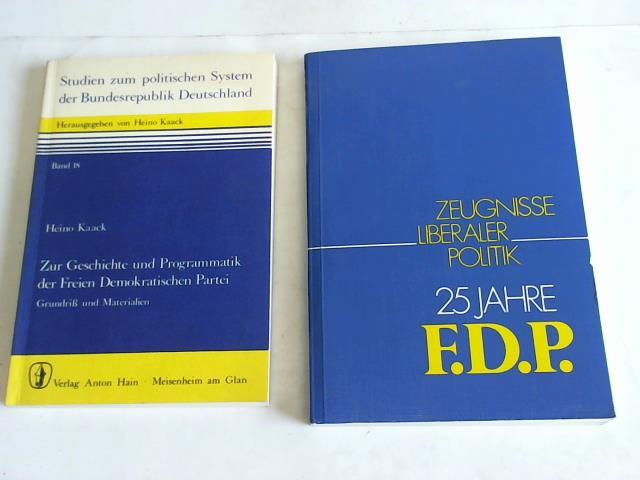 Studien zum politischen System
der Bundesrepublik Deutschland
Herausgegeben von Heino Kaack
Band 18
Heino Kaack
Zur Geschichte und Programmatik
der Freien Demokratischen Partei
Grundriß und Materialien
Verlag Anton Hain · Meisenheim am Glan
ZEUGNISSE
LIBERALER
POLITIK
25 JAHRE
F.D.P.